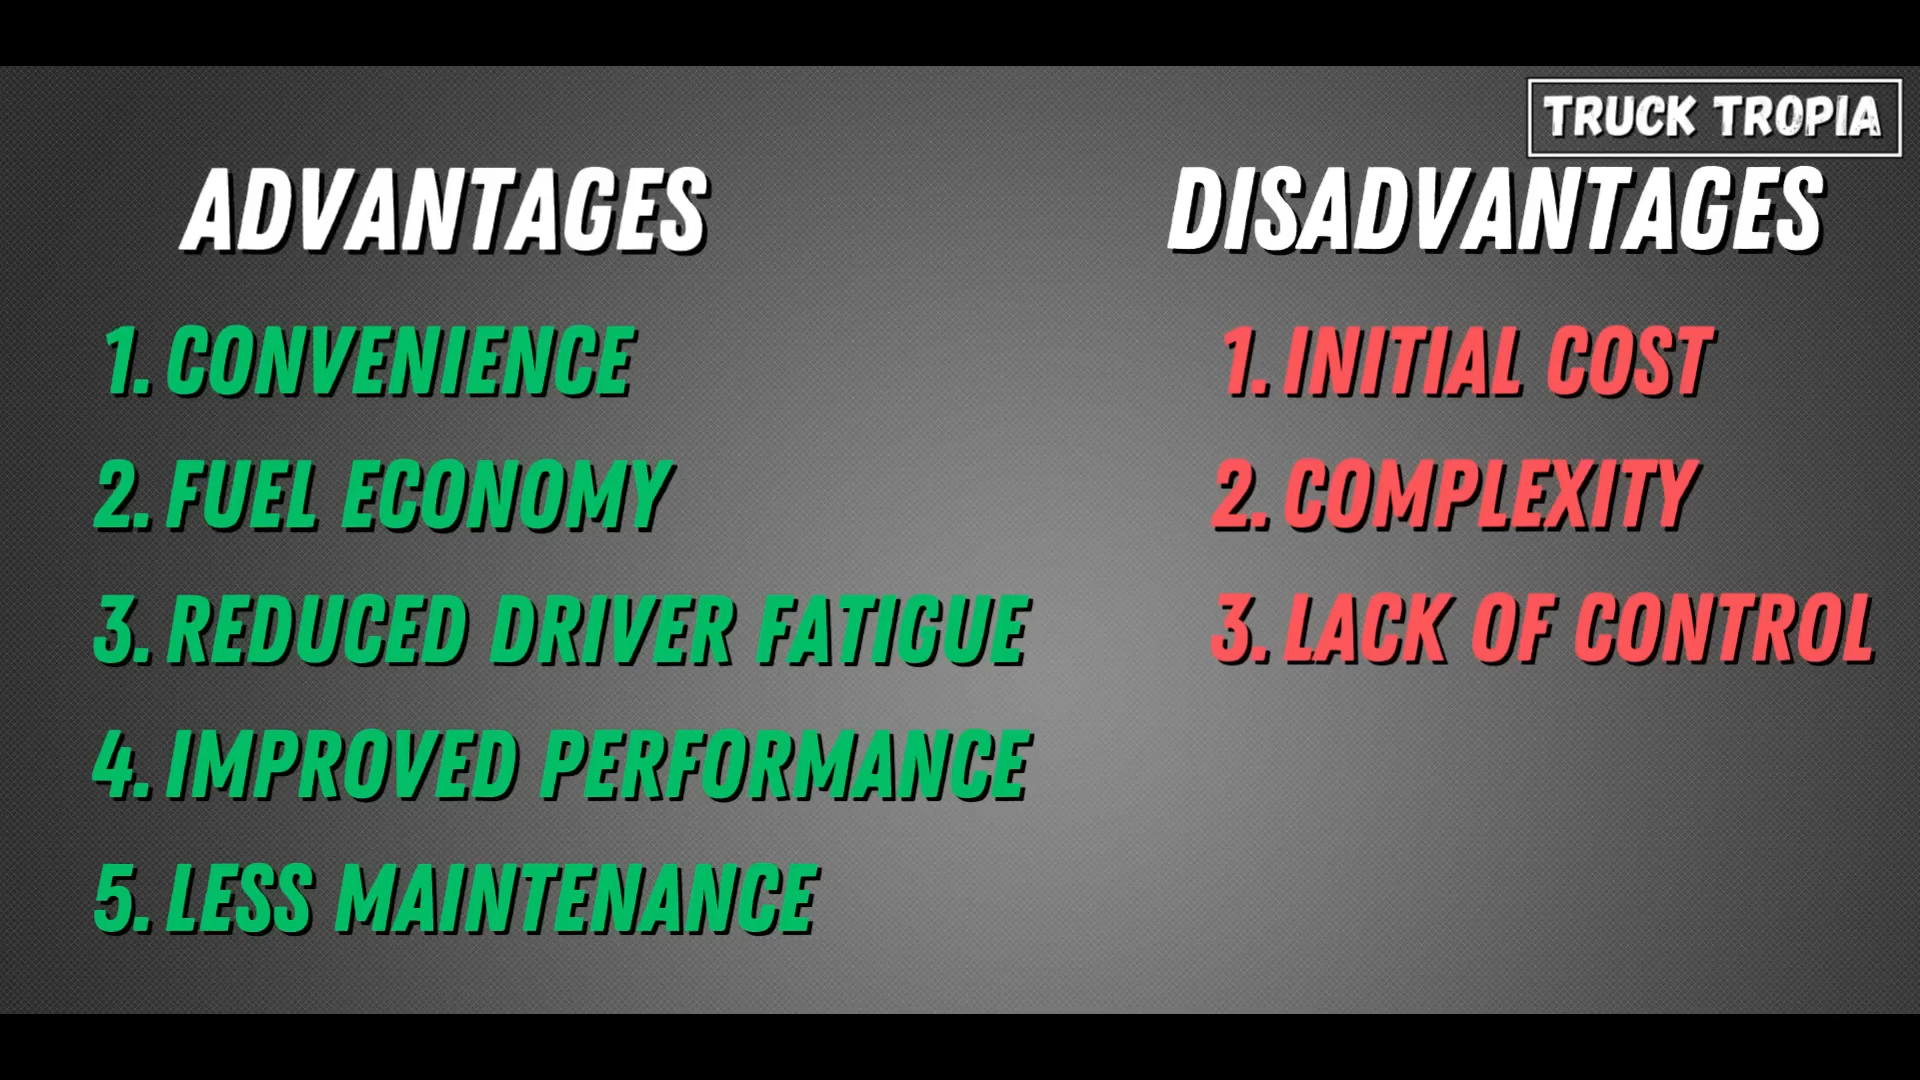 TRUCK TROPIA
ADVANTAGES
1. CONVENIENCE
2. FUEL ECONOMY
3. REDUCED DRIVER FATIGUE
4. IMPROVED PERFORMANCE
5. LESS MAINTENANCE
DISADVANTAGES
1. INITIAL COST
2. COMPLEXITY
3. LACK OF CONTROL